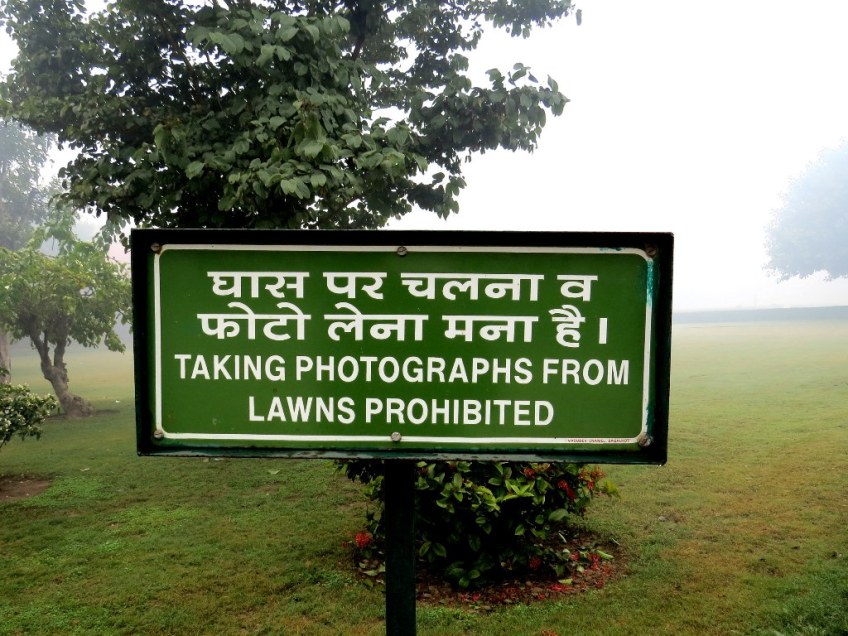 घास पर चलना व
फोटो लेना मना है।
TAKING PHOTOGRAPHS FROM
LAWNS PROHIBITED